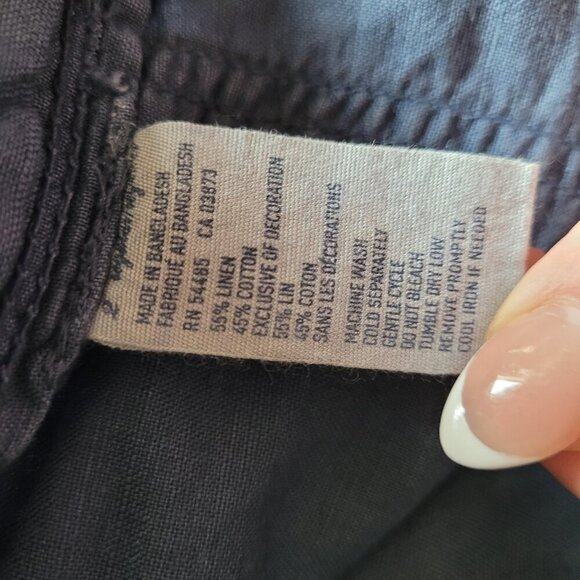 MADE IN BANGLADESH
FABRIQUE AU BANGLADESH
RN 54485 CA 03873
55% LINEN
45% COTTON
EXCLUSIVE OF DECORATION
55% LIN
45% COTON
SANS LES DÉCORATIONS
MACHINE WASH
COLD SEPARATELY
GENTLE CYCLE
DO NOT BLEACH
TUMBLE DRY LOW
REMOVE PROMPTLY
COOL IRON IF NEEDED